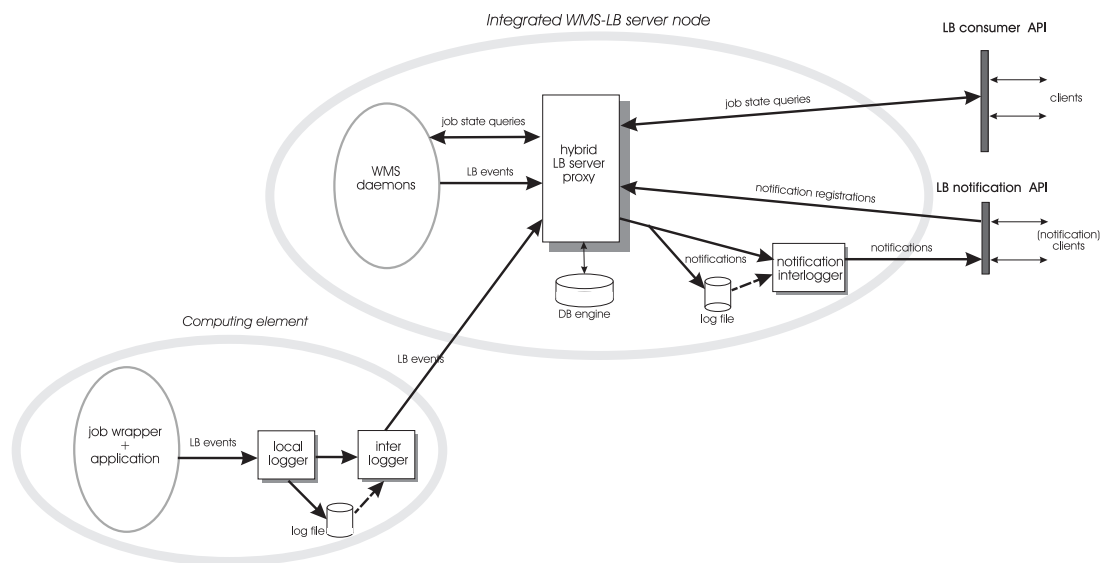 Integrated WMS-LB server node
LB consumer API
job state queries
clients
job state queries
hybrid
LB server
proxy
WMS
daemons
LB events
notification registrations
LB notification API
(notification)
clients
notifications
notifications
notification
interlogger
log file
DB engine
Computing element
LB events
job wrapper
+
application
LB events
local
logger
inter
logger
log file